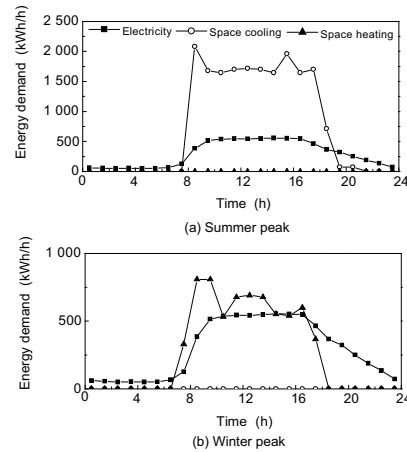 Electricity Space cooling Space heating
2 000
1 500
1 000
500
0
Energy demand (kWh/h)
0 4 8 12 16 20 24
Time (h)
(a) Summer peak
1 000
500
0
Energy demand (kWh/h)
0 4 8 12 16 20 24
Time (h)
(b) Winter peak